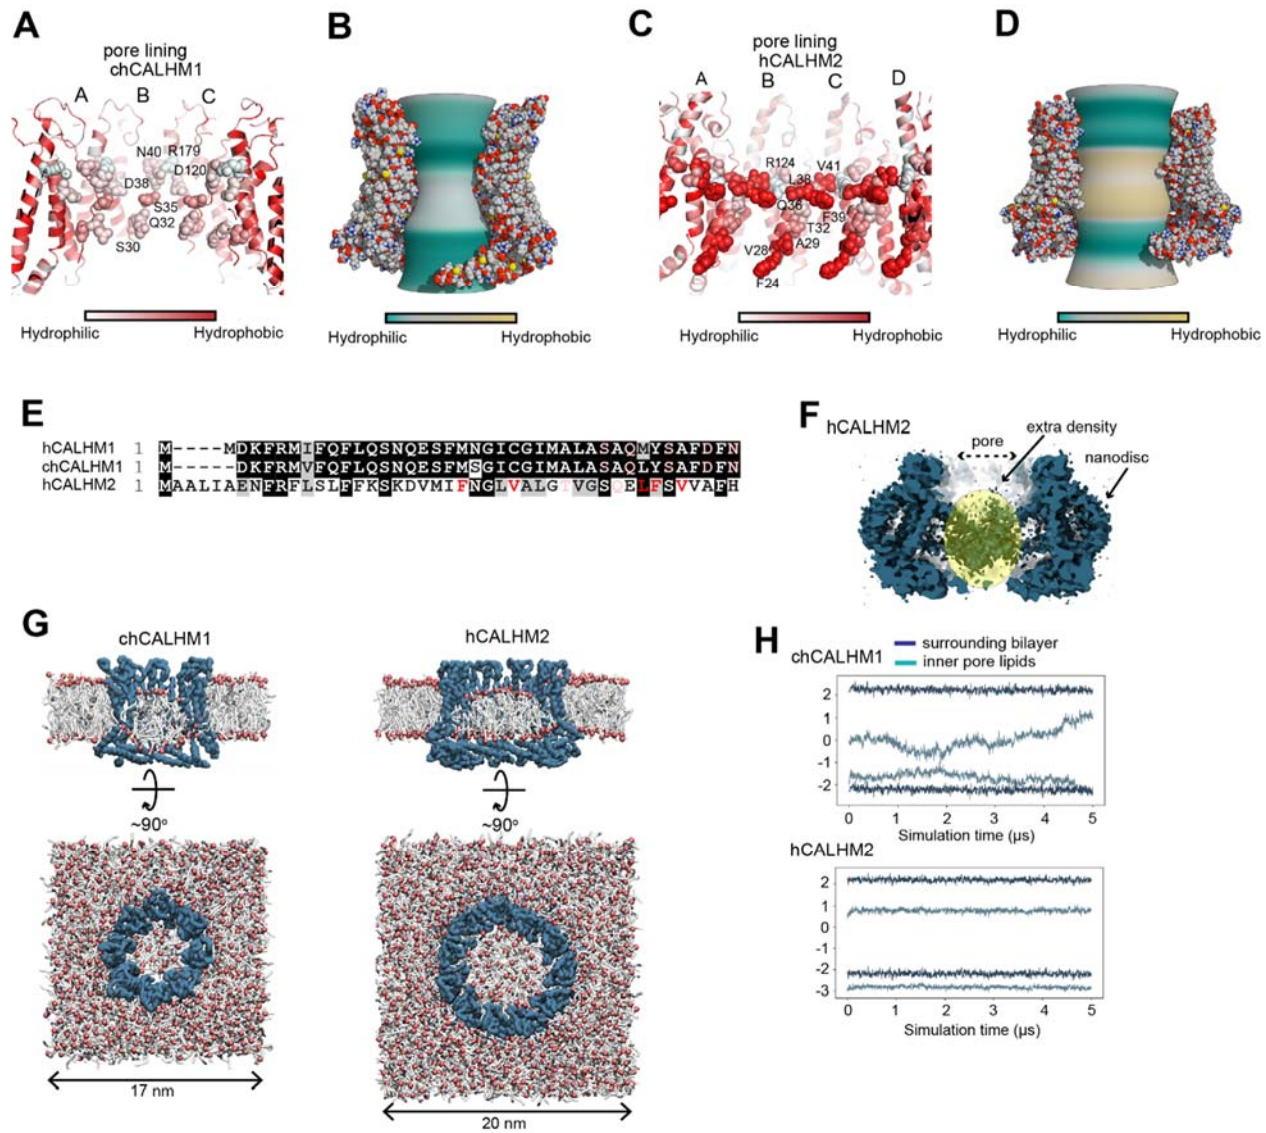 A
pore lining
chCALHM1
A B C
N40 R179
D120
D38
S35
Q32
S30
Hydrophilic Hydrophobic
B
Hydrophilic Hydrophobic
C
pore lining
hCALHM2
A B C D
R124 V41
L38
Q36
F39
T32
V28 A29
F24
Hydrophilic Hydrophobic
D
Hydrophilic Hydrophobic
E
hCALHM1 1 M----MDKFRMIFQFLQSNQESFMNGICGIMALASAQMYSAFDFN
chCALHM1 1 M-----DKFRMVFQFLQSNQESFMSGICGIMALASAQLYSAFDFN
hCALHM2 1 MAALIAENFRFLSLFFKSKDVMIFNGLVALGTVGSQELFSVVAFH
F
hCALHM2
extra density
pore
nanodisc
G
chCALHM1
~90°
17 nm
hCALHM2
~90°
20 nm
H
surrounding bilayer
inner pore lipids
chCALHM1
2
1
0
-1
-2
0 1 2 3 4 5
Simulation time (µs)
hCALHM2
2
1
0
-1
-2
-3
0 1 2 3 4 5
Simulation time (µs)